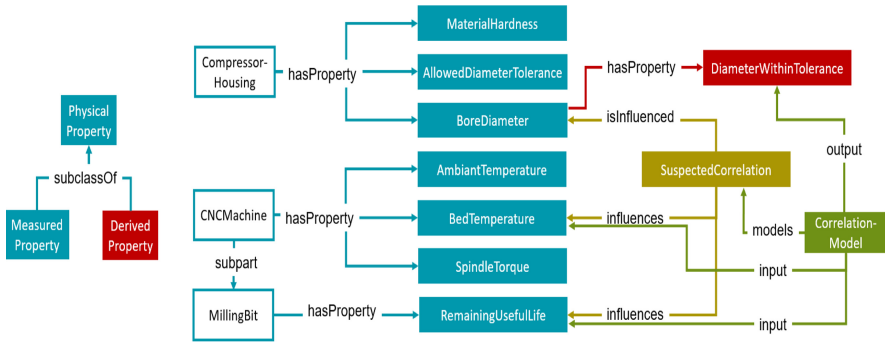 MaterialHardness
Compressor-
Housing
hasProperty
AllowedDiameterTolerance
hasProperty
DiameterWithinTolerance
Physical
Property
BoreDiameter
isInfluenced
subclassOf
output
AmbiantTemperature
SuspectedCorrelation
Measured
Property
Derived
Property
CNCMachine
hasProperty
BedTemperature
influences
models
Correlation-
Model
subpart
SpindleTorque
input
MillingBit
hasProperty
RemainingUsefulLife
influences
input